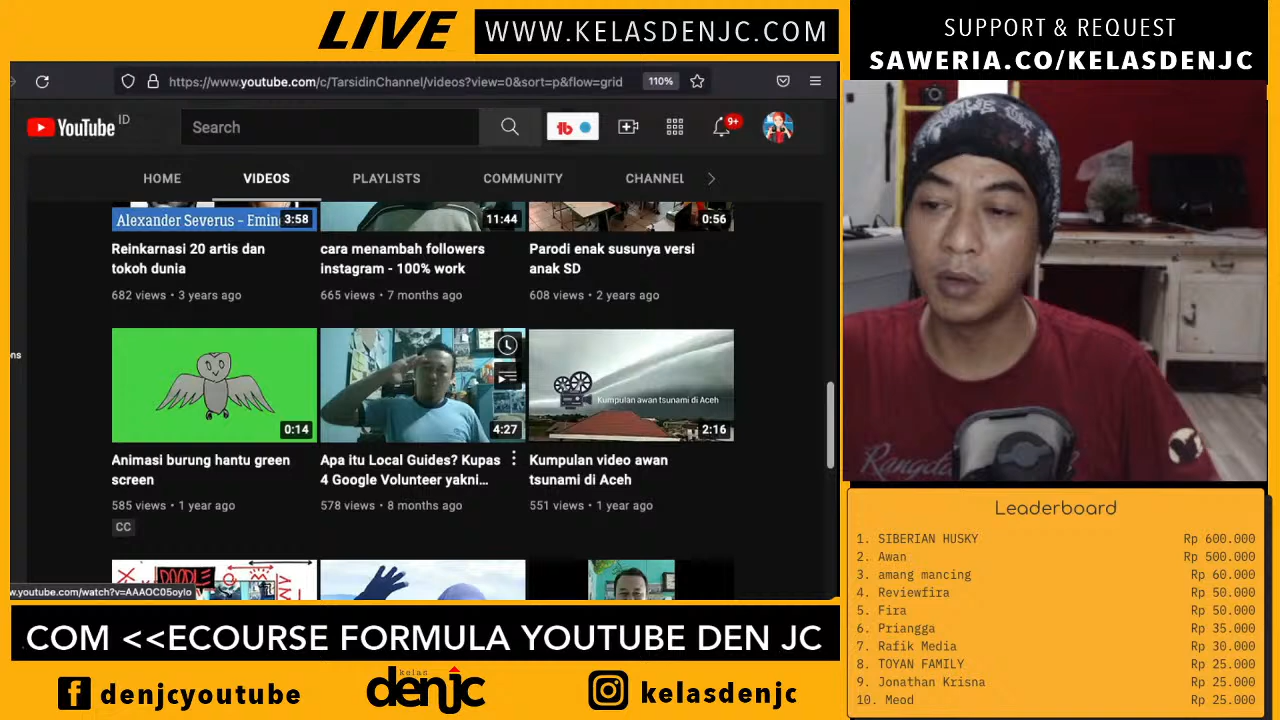 LIVE
WWW.KELASDENJC.COM
SUPPORT & REQUEST
SAWERIA.CO/KELASDENJC
https://www.youtube.com/c/TarsidinChannel/videos?view=0&sort=p&flow=grid
110%
YouTube ID
Search
9+
HOME VIDEOS PLAYLISTS COMMUNITY CHANNEL
Alexander Severus - Emin
3:58
11:44
0:56
Reinkarnasi 20 artis dan
tokoh dunia
682 views • 3 years ago
cara menambah followers
instagram - 100% work
665 views • 7 months ago
Parodi enak susunya versi
anak SD
608 views • 2 years ago
ons
0:14
4:27
Kumpulan awan tsunami di Aceh
2:16
Animasi burung hantu green
screen
585 views • 1 year ago
CC
Apa itu Local Guides? Kupas
4 Google Volunteer yakni...
578 views • 8 months ago
Kumpulan video awan
tsunami di Aceh
551 views • 1 year ago
DOODLE
w.youtube.com/watch?v=AAAOC05oylo
Leaderboard
1. SIBERIAN HUSKY Rp 600.000
2. Awan Rp 500.000
3. amang mancing Rp 60.000
4. Reviewfira Rp 50.000
5. Fira Rp 50.000
6. Priangga Rp 35.000
7. Rafik Media Rp 30.000
8. TOYAN FAMILY Rp 25.000
9. Jonathan Krisna Rp 25.000
10. Meod Rp 25.000
.COM <<ECOURSE FORMULA YOUTUBE DEN JC
denjcyoutube
kelas
denjc
kelasdenjc